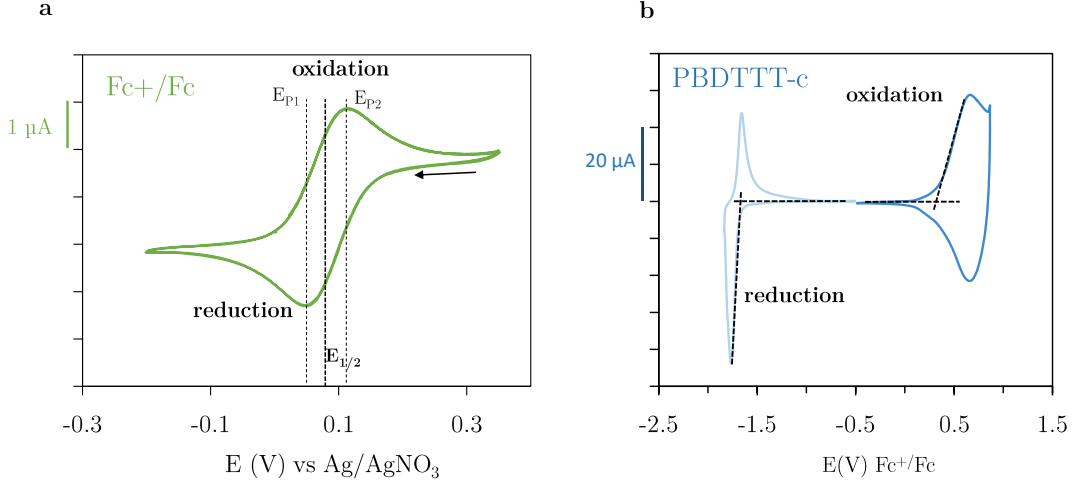 a
Fc+/Fc
oxidation
E_P1
E_P2
1 µA
reduction
E_1/2
-0.3
-0.1
0.1
0.3
E (V) vs Ag/AgNO₃
b
PBDTTT-c
oxidation
20 µA
reduction
-2.5
-1.5
-0.5
0.5
1.5
E(V) Fc⁺/Fc